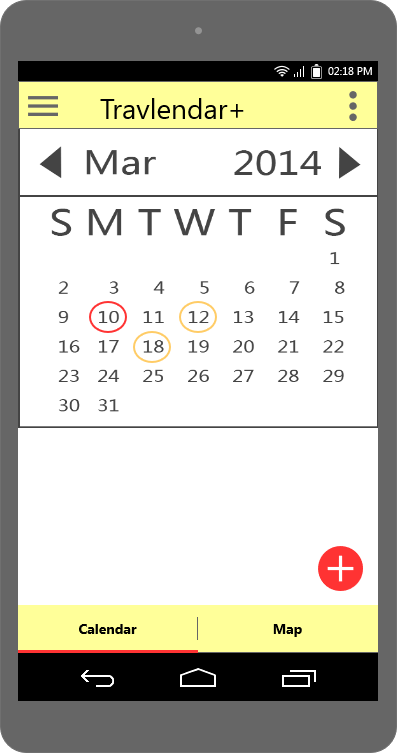 02:18 PM
Travlendar+
Mar 2014
S M T W T F S
1
2 3 4 5 6 7 8
9 10 11 12 13 14 15
16 17 18 19 20 21 22
23 24 25 26 27 28 29
30 31
Calendar Map